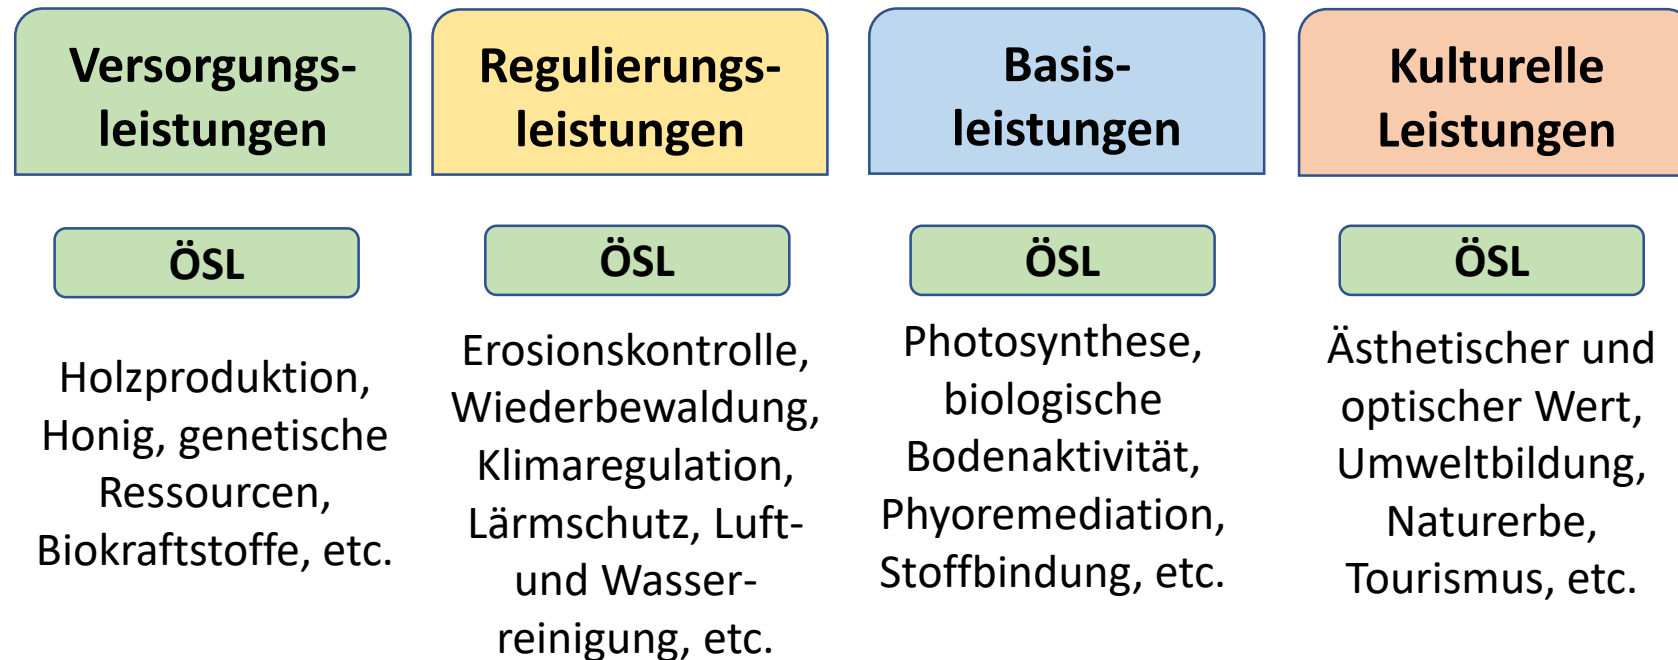 Versorgungs-
leistungen
ÖSL
Holzproduktion,
Honig, genetische
Ressourcen,
Biokraftstoffe, etc.
Regulierungs-
leistungen
ÖSL
Erosionskontrolle,
Wiederbewaldung,
Klimaregulation,
Lärmschutz, Luft-
und Wasser-
reinigung, etc.
Basis-
leistungen
ÖSL
Photosynthese,
biologische
Bodenaktivität,
Phyoremediation,
Stoffbindung, etc.
Kulturelle
Leistungen
ÖSL
Ästhetischer und
optischer Wert,
Umweltbildung,
Naturerbe,
Tourismus, etc.